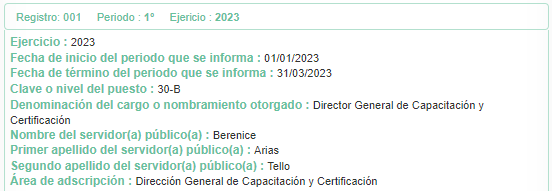 Registro: 001 Periodo : 1º Ejericio : 2023
Ejercicio : 2023
Fecha de inicio del periodo que se informa : 01/01/2023
Fecha de término del periodo que se informa : 31/03/2023
Clave o nivel del puesto : 30-B
Denominación del cargo o nombramiento otorgado : Director General de Capacitación y
Certificación
Nombre del servidor(a) público(a) : Berenice
Primer apellido del servidor(a) público(a) : Arias
Segundo apellido del servidor(a) público(a) : Tello
Área de adscripción : Dirección General de Capacitación y Certificación